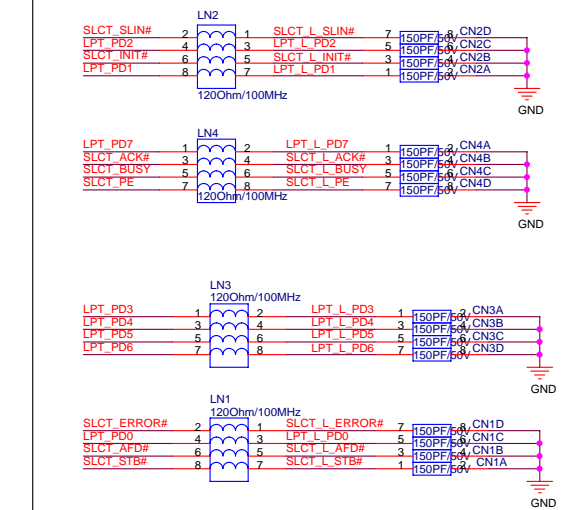 LN2
SLCT_SLIN# 2 1 SLCT_L_SLIN# 7 150PF/50V 8 CN2D
LPT_PD2 4 3 LPT_L_PD2 5 150PF/50V 6 CN2C
SLCT_INIT# 6 5 SLCT_L_INIT# 3 150PF/50V 4 CN2B
LPT_PD1 8 7 LPT_L_PD1 1 150PF/50V 2 CN2A
120Ohm/100MHz
GND
LN4
LPT_PD7 1 2 LPT_L_PD7 1 150PF/50V 2 CN4A
SLCT_ACK# 3 4 SLCT_L_ACK# 3 150PF/50V 4 CN4B
SLCT_BUSY 5 6 SLCT_L_BUSY 5 150PF/50V 6 CN4C
SLCT_PE 7 8 SLCT_L_PE 7 150PF/50V 8 CN4D
120Ohm/100MHz
GND
LN3
120Ohm/100MHz
LPT_PD3 1 2 LPT_L_PD3 1 150PF/50V 2 CN3A
LPT_PD4 3 4 LPT_L_PD4 3 150PF/50V 4 CN3B
LPT_PD5 5 6 LPT_L_PD5 5 150PF/50V 6 CN3C
LPT_PD6 7 8 LPT_L_PD6 7 150PF/50V 8 CN3D
GND
LN1
120Ohm/100MHz
SLCT_ERROR# 2 1 SLCT_L_ERROR# 7 150PF/50V 8 CN1D
LPT_PD0 4 3 LPT_L_PD0 5 150PF/50V 6 CN1C
SLCT_AFD# 6 5 SLCT_L_AFD# 3 150PF/50V 4 CN1B
SLCT_STB# 8 7 SLCT_L_STB# 1 150PF/50V 2 CN1A
GND